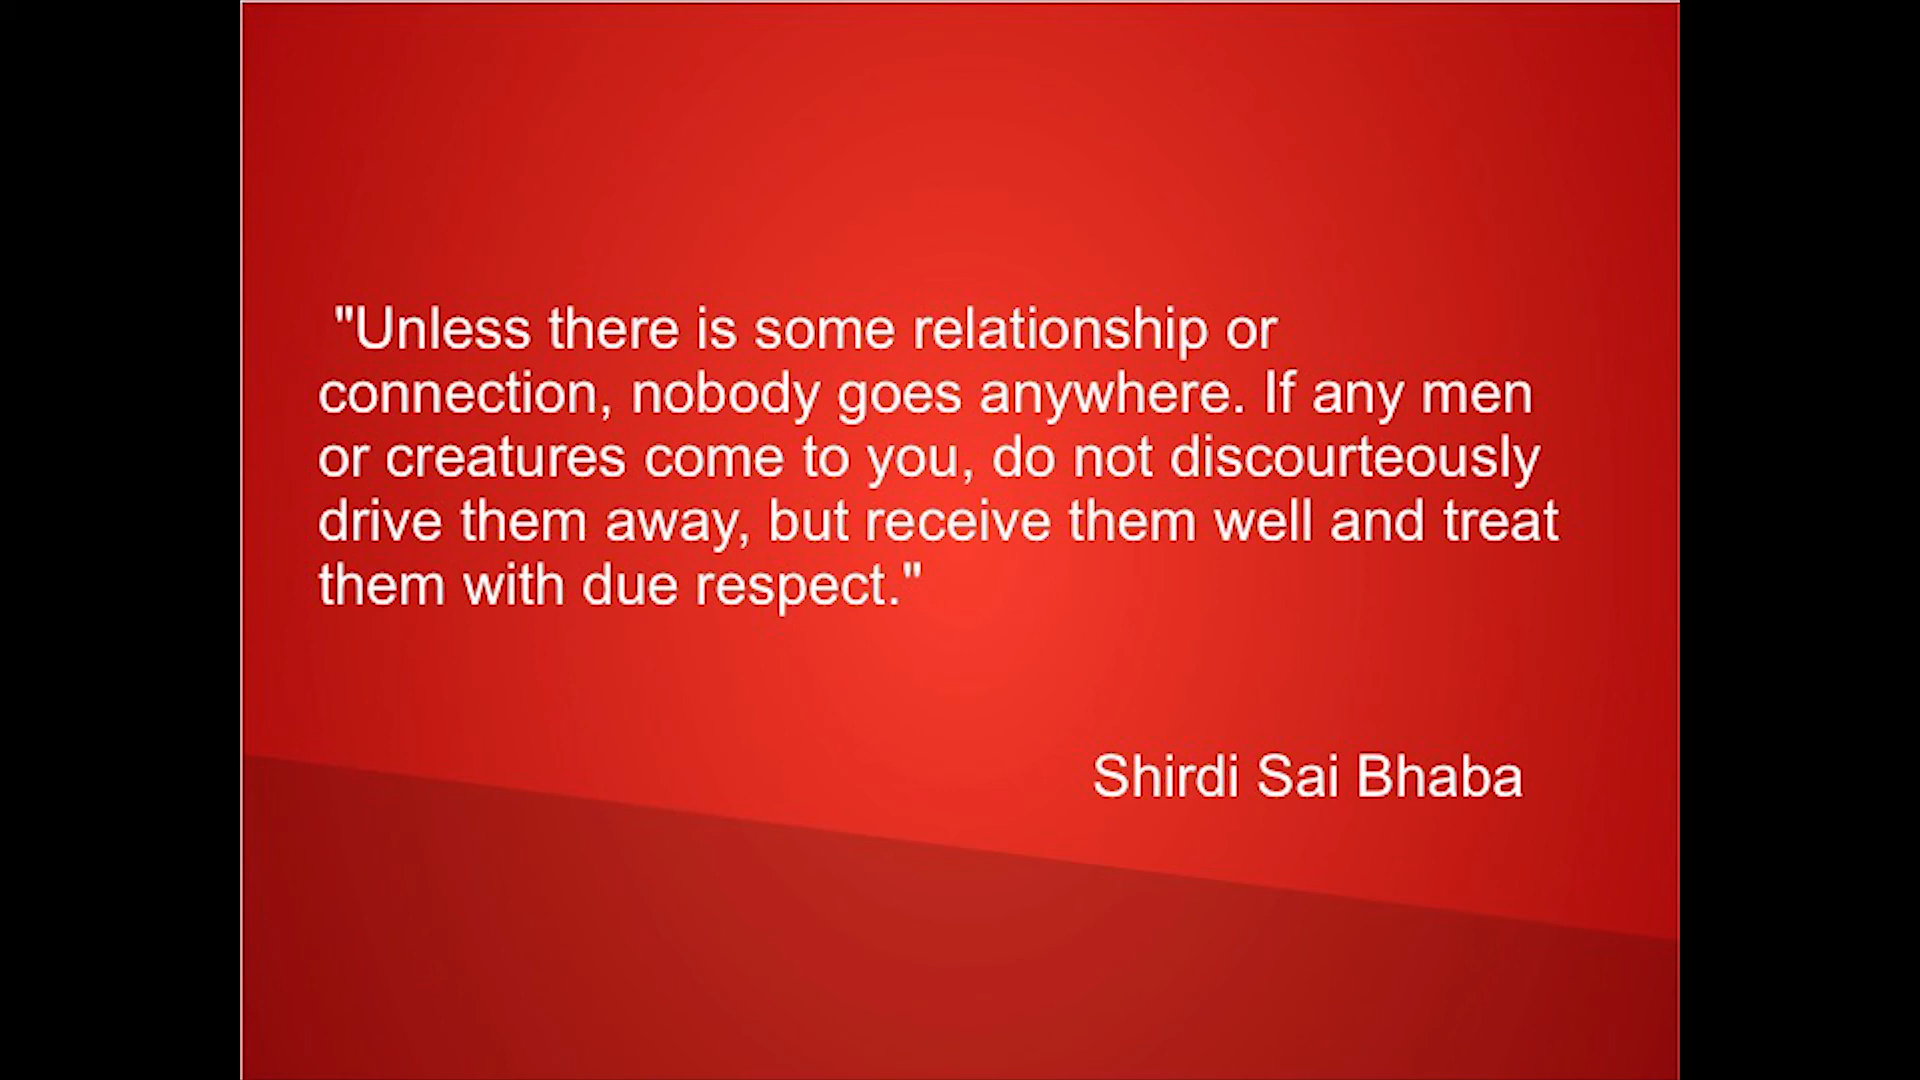 "Unless there is some relationship or
connection, nobody goes anywhere. If any men
or creatures come to you, do not discourteously
drive them away, but receive them well and treat
them with due respect."
Shirdi Sai Bhaba